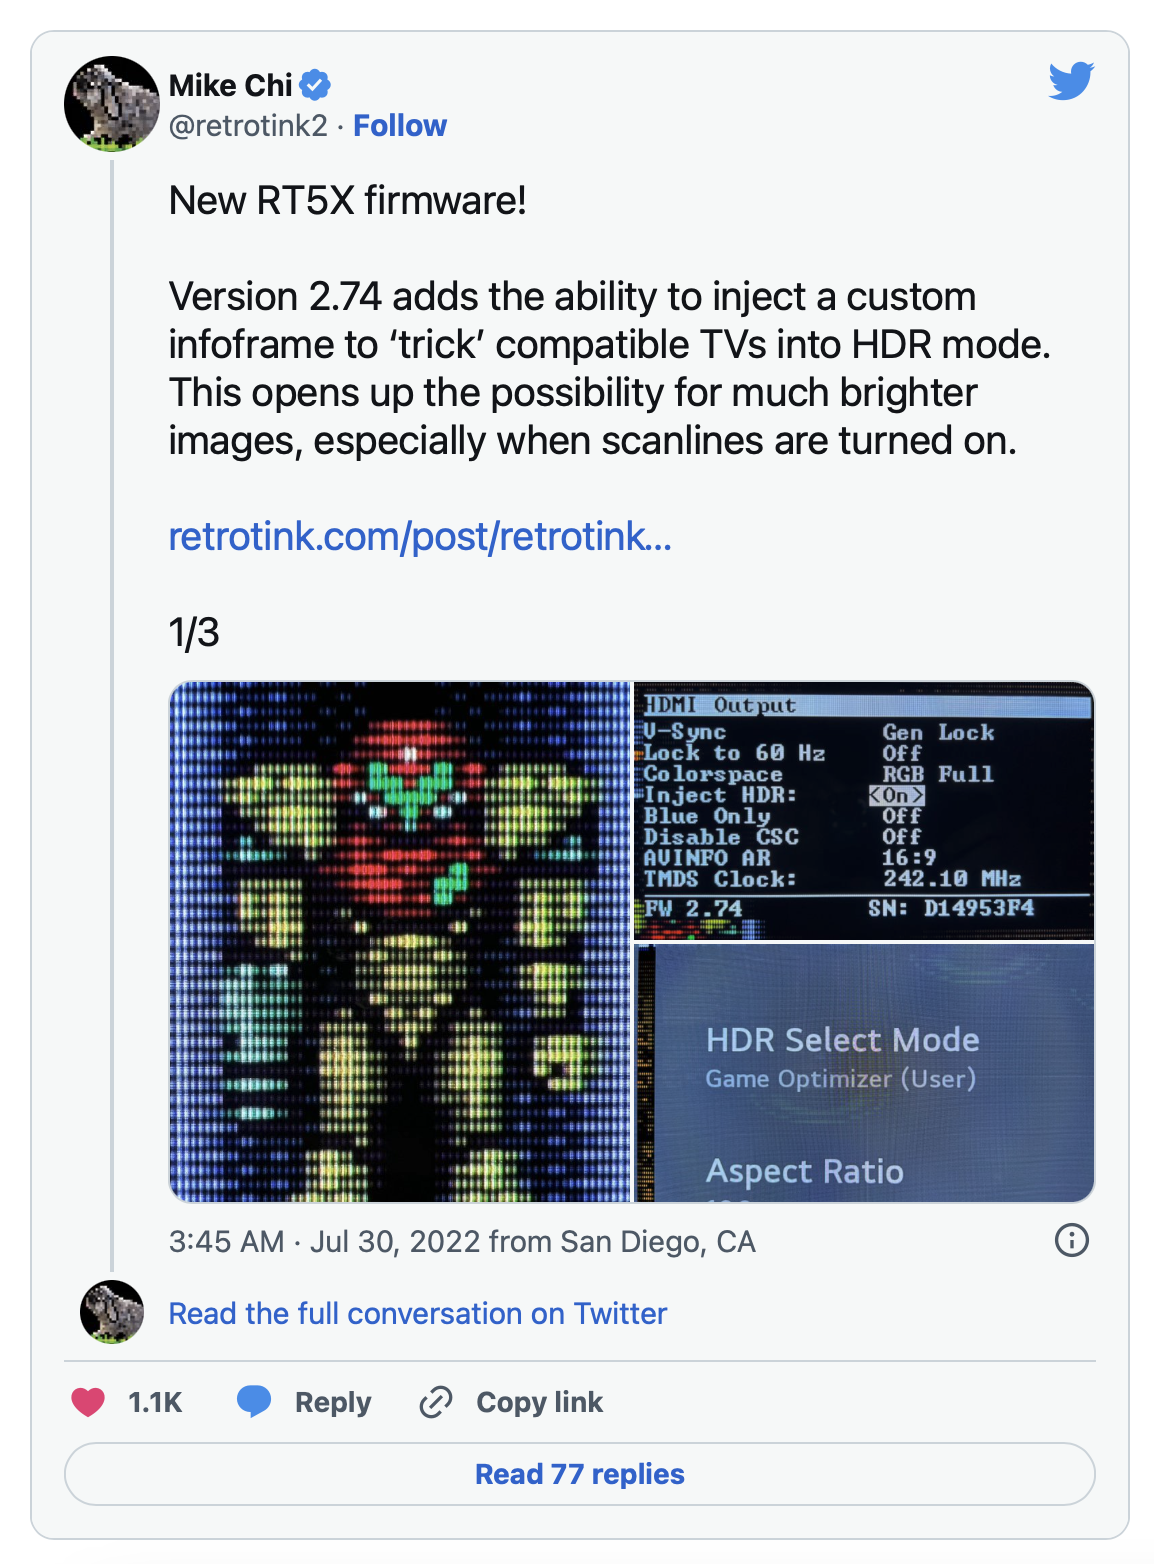 Mike Chi
@retrotink2 · Follow
New RT5X firmware!
Version 2.74 adds the ability to inject a custom
infoframe to ‘trick’ compatible TVs into HDR mode.
This opens up the possibility for much brighter
images, especially when scanlines are turned on.
retrotink.com/post/retrotink…
1/3
HDMI Output
V-Sync Gen Lock
Lock to 60 Hz Off
Colorspace RGB Full
Inject HDR: <On>
Blue Only Off
Disable CSC Off
AVINFO AR 16:9
TMDS Clock: 242.10 MHz
FW 2.74 SN: D14953F4
HDR Select Mode
Game Optimizer (User)
Aspect Ratio
3:45 AM · Jul 30, 2022 from San Diego, CA
Read the full conversation on Twitter
1.1K Reply Copy link
Read 77 replies